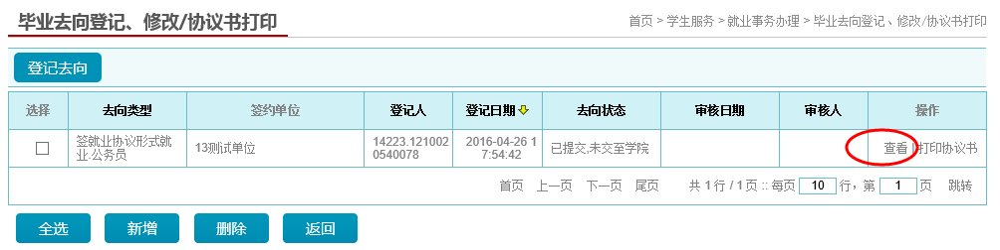 毕业去向登记、修改/协议书打印
首页 > 学生服务 > 就业事务办理 > 毕业去向登记、修改/协议书打印
登记去向
选择 去向类型 签约单位 登记人 登记日期 去向状态 审核日期 审核人 操作
签就业协议形式就业.公务员 13测试单位 14223.1210020540078 2016-04-26 17:54:42 已提交,未交至学院 查看 | 打印协议书
首页 上一页 下一页 尾页 共 1 行 / 1 页 :: 每页 10 行，第 1 页 跳转
全选 新增 删除 返回